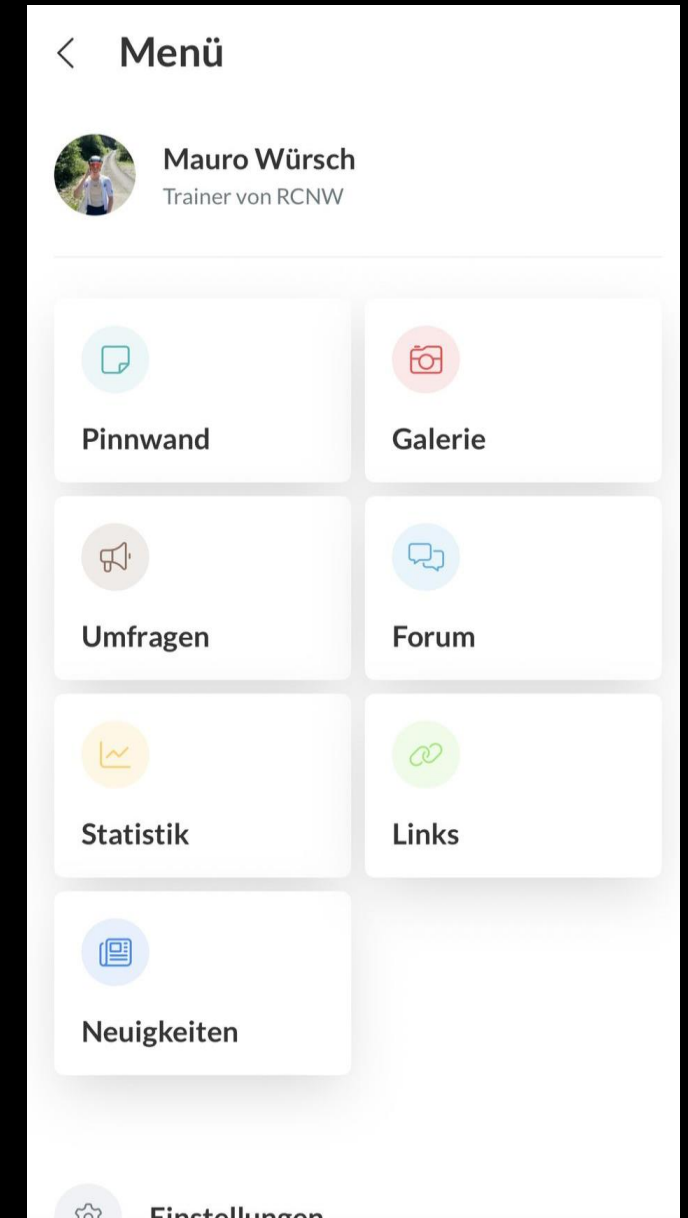 Menü
Mauro Würsch
Trainer von RCNW
Pinnwand
Galerie
Umfragen
Forum
Statistik
Links
Neuigkeiten
Einstellungen